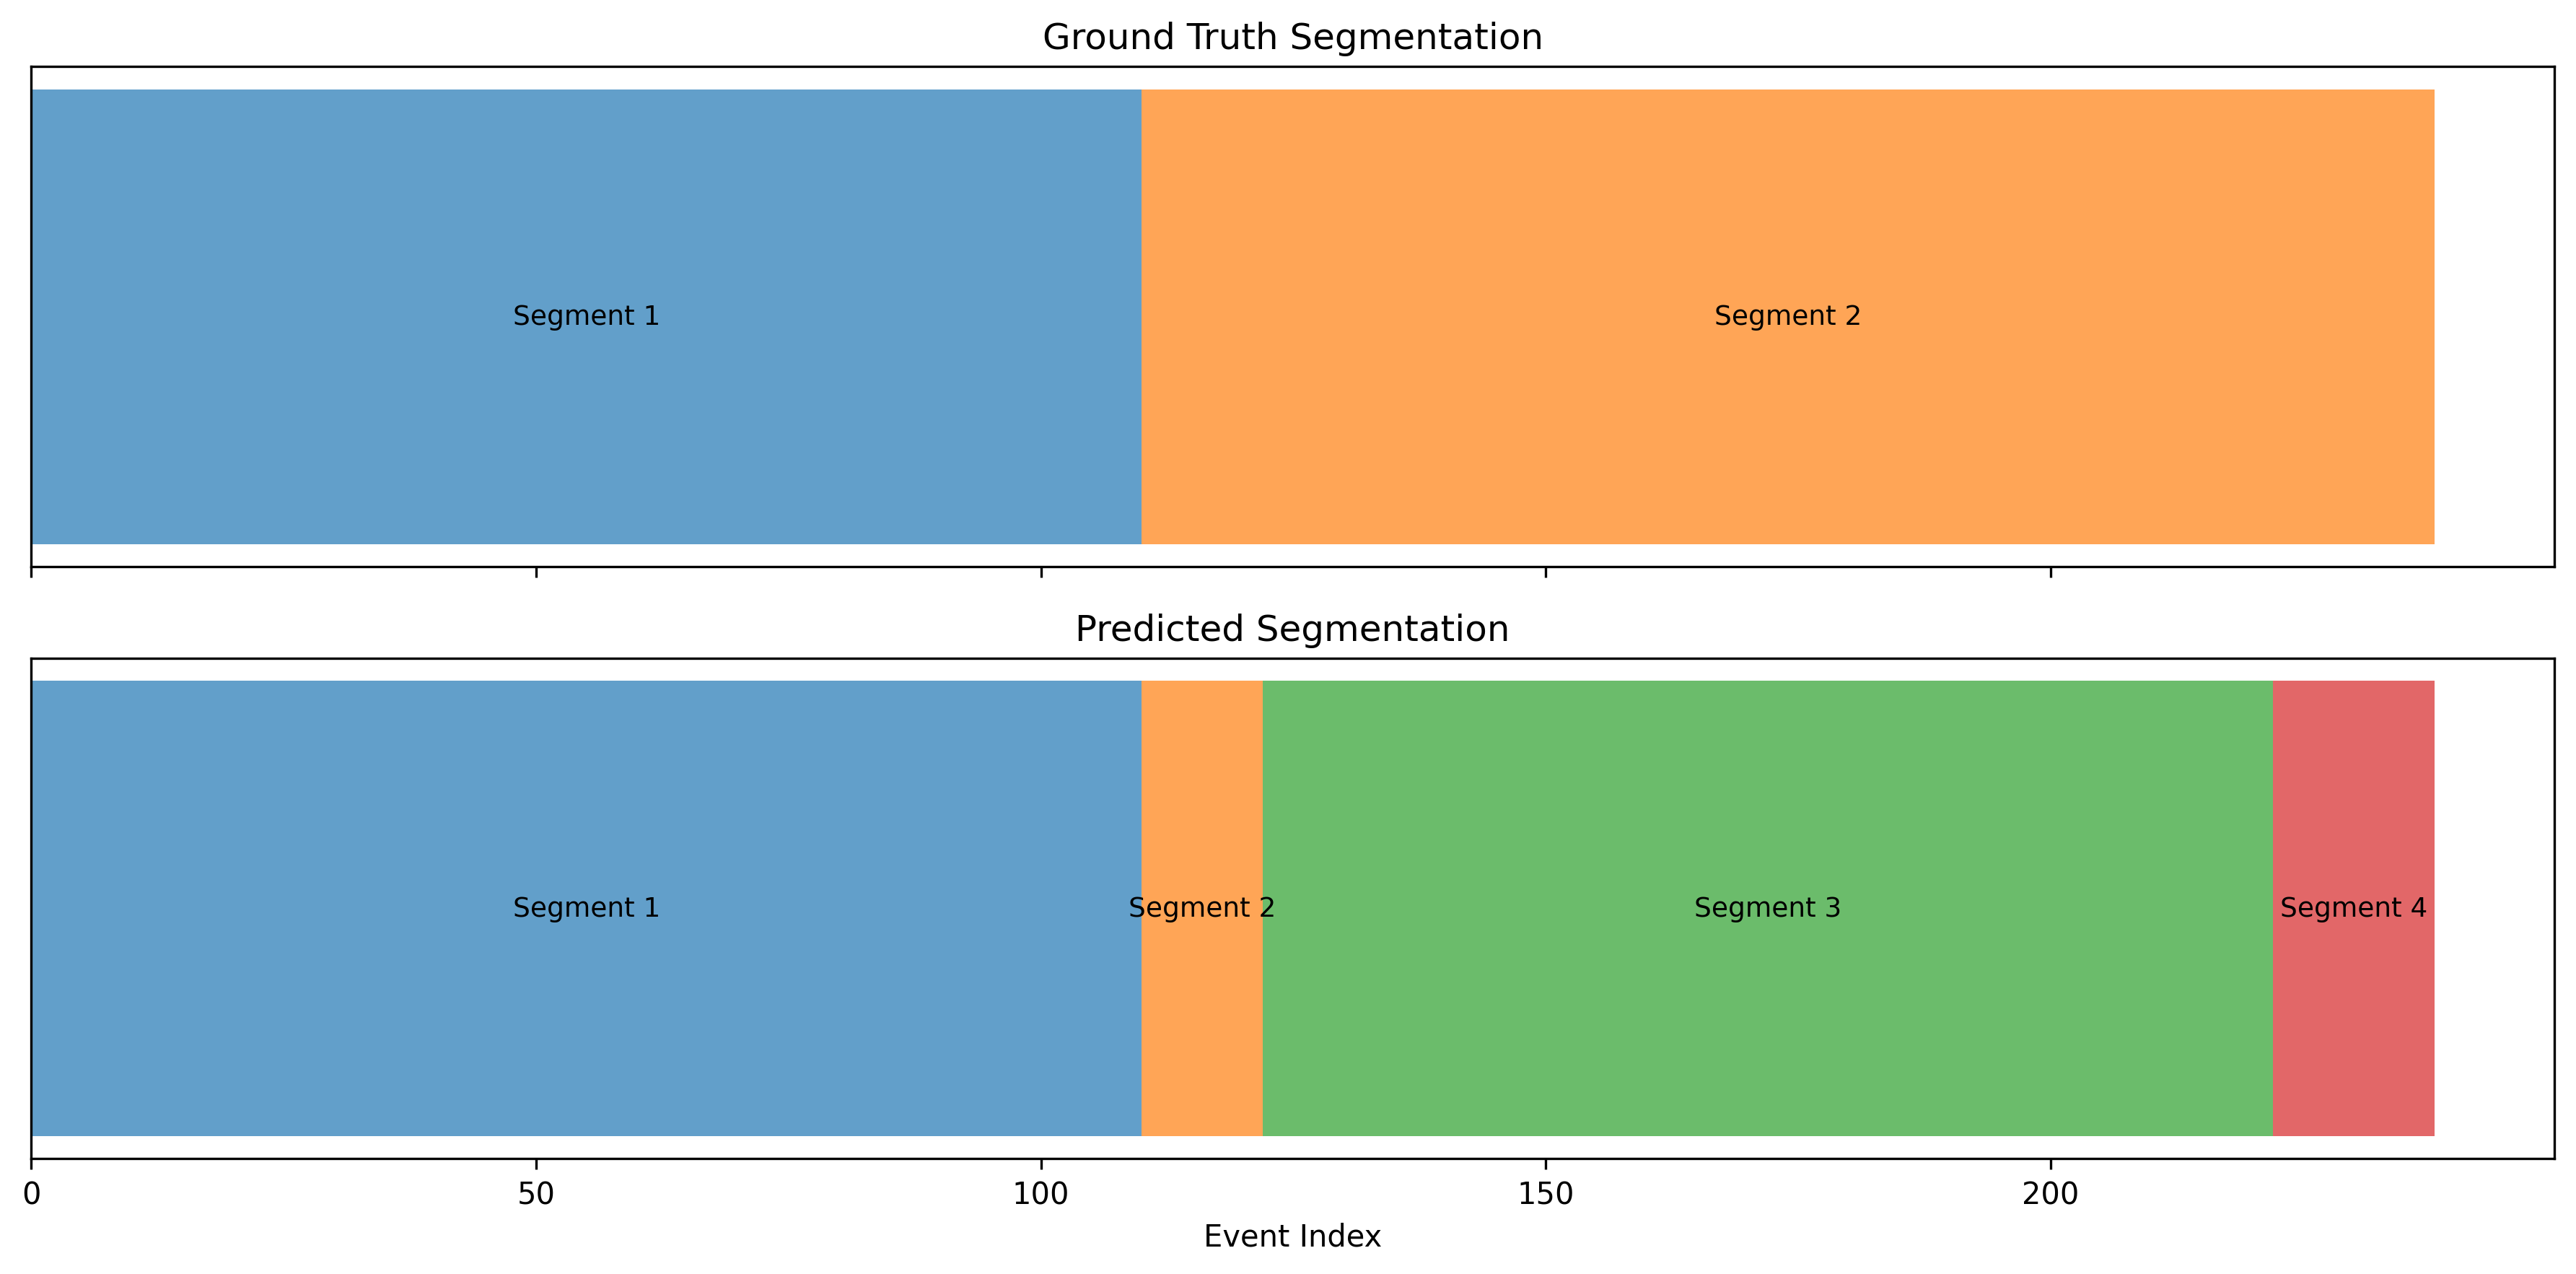 Ground Truth Segmentation
Segment 1 Segment 2
Predicted Segmentation
Segment 1 Segment 2 Segment 3 Segment 4
0 50 100 150 200
Event Index